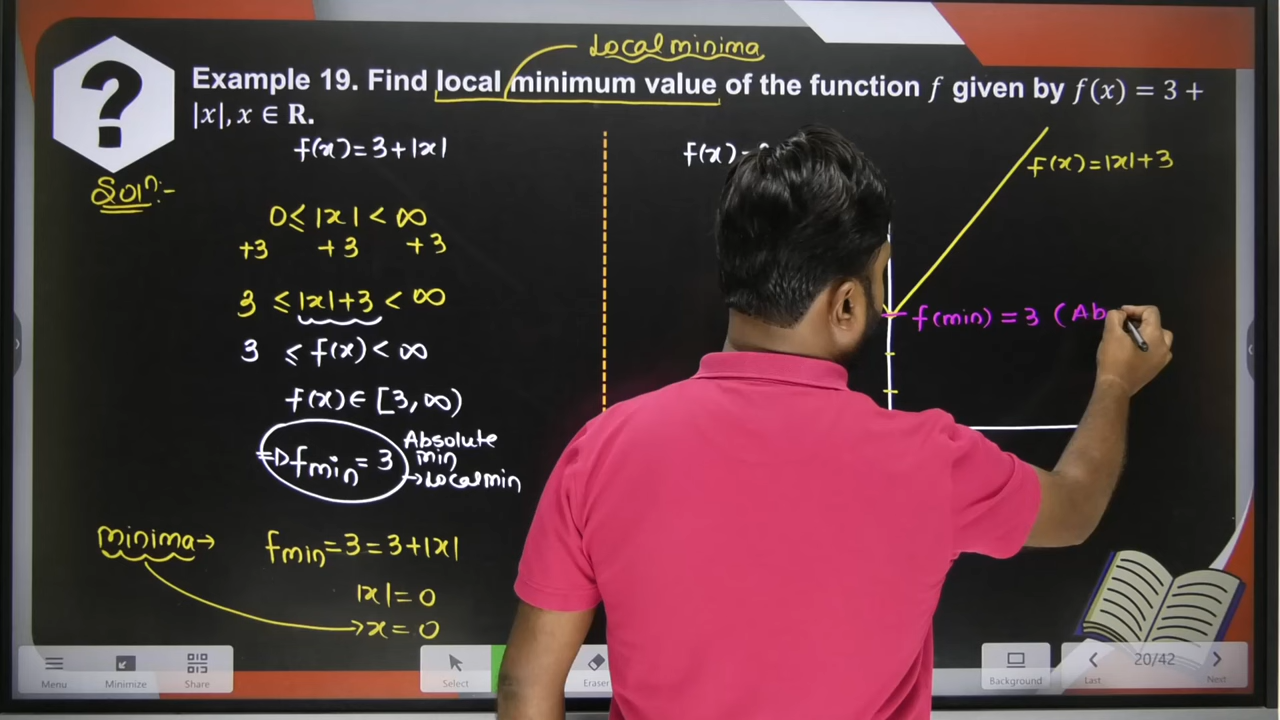 Local minima
Example 19. Find local minimum value of the function f given by f(x) = 3 +
|x|, x ∈ R.
f(x)=3+|x|
Solⁿ:-
0 ≤ |x| < ∞
+3 +3 +3
3 ≤ |x|+3 < ∞
3 ≤ f(x) < ∞
f(x) ∈ [3, ∞)
⇒ fmin = 3
Absolute
min
→ Local min
minima →
fmin = 3 = 3+|x|
|x| = 0
→ x = 0
f(x) =
f(x) = |x|+3
f(min) = 3 (Ab
?
Menu
Minimize
Share
Select
Eraser
Background
Last
20/42
Next